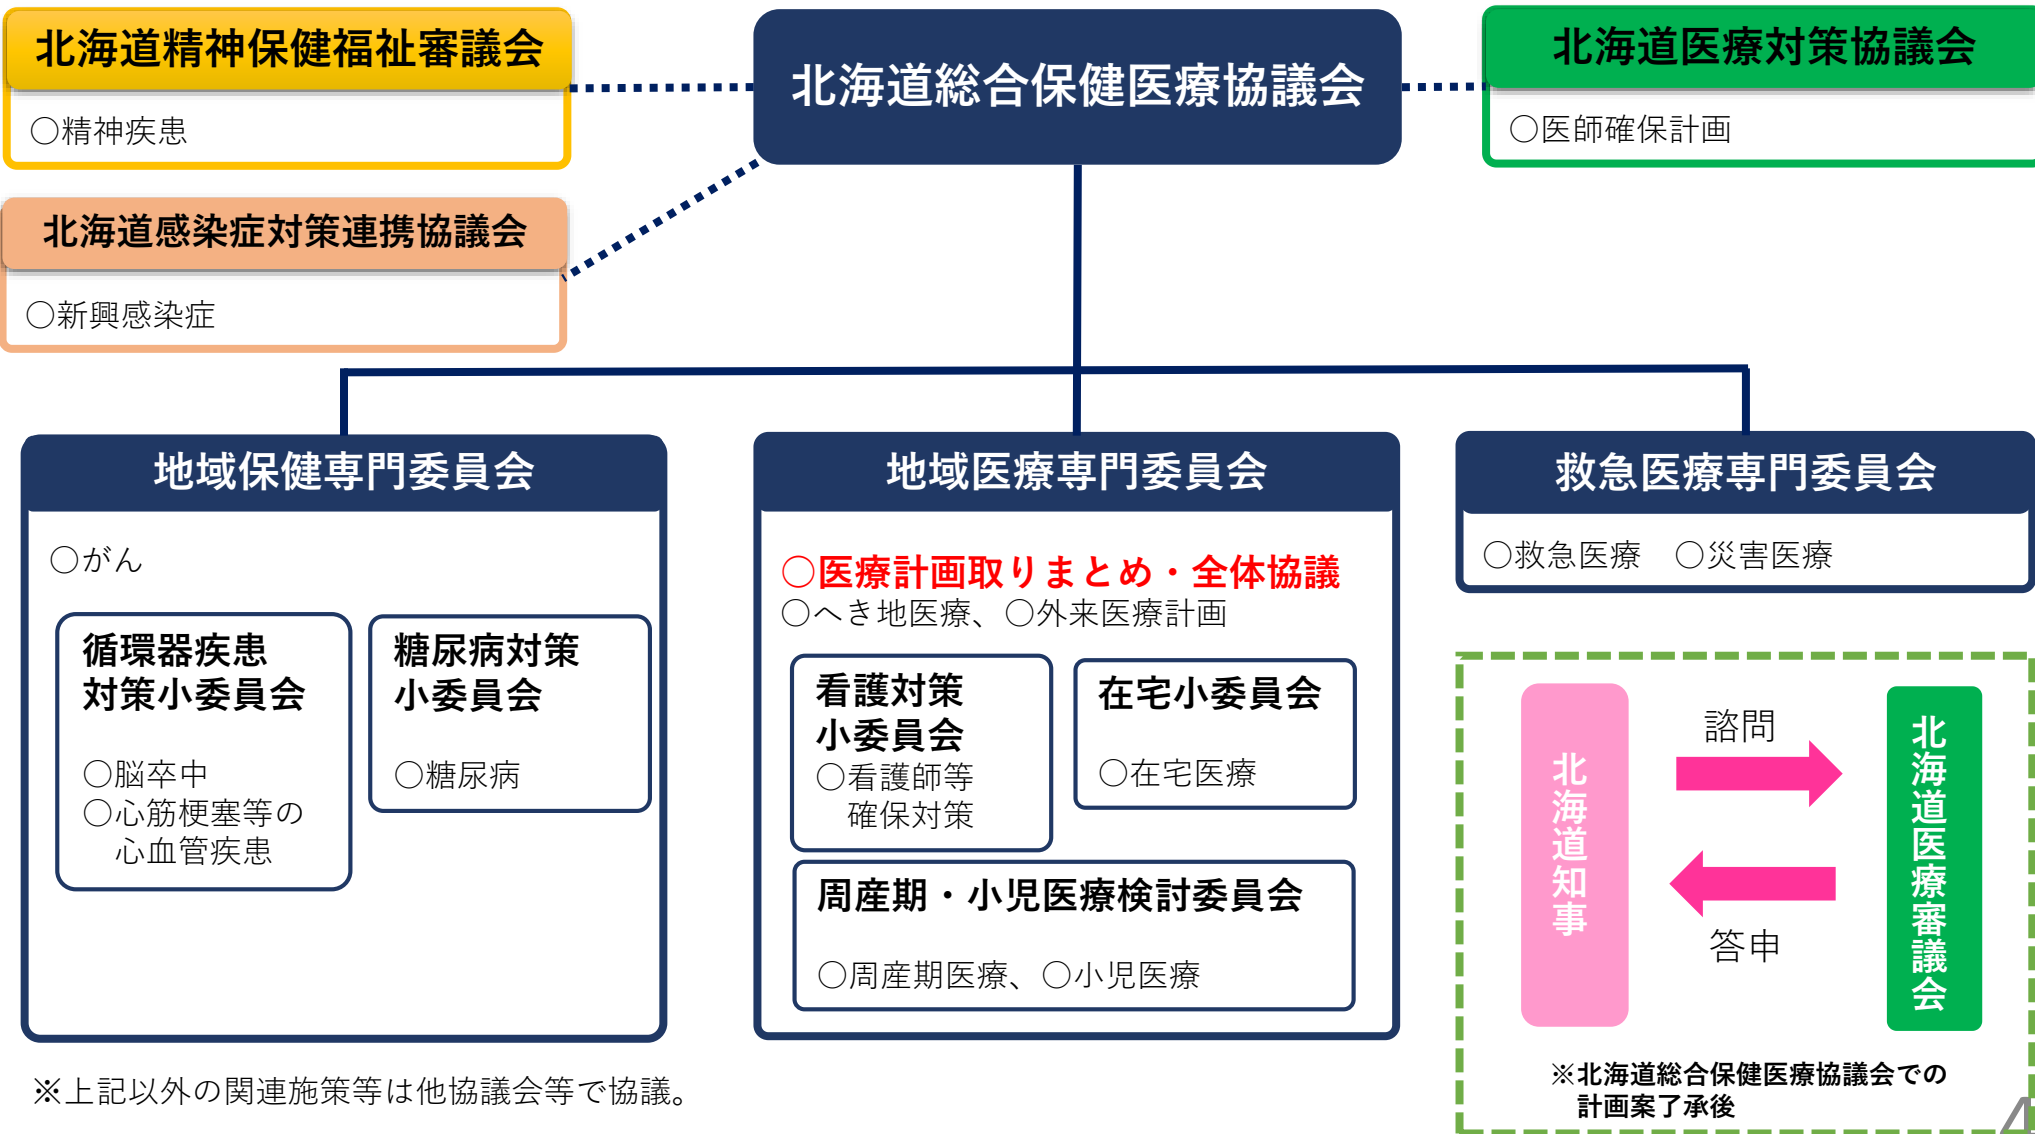 北海道精神保健福祉審議会
○精神疾患
北海道総合保健医療協議会
北海道医療対策協議会
○医師確保計画
北海道感染症対策連携協議会
○新興感染症
地域保健専門委員会
○がん
循環器疾患
対策小委員会
○脳卒中
○心筋梗塞等の
心血管疾患
糖尿病対策
小委員会
○糖尿病
地域医療専門委員会
○医療計画取りまとめ・全体協議
○へき地医療、○外来医療計画
看護対策
小委員会
○看護師等
確保対策
在宅小委員会
○在宅医療
周産期・小児医療検討委員会
○周産期医療、○小児医療
救急医療専門委員会
○救急医療　○災害医療
北海道知事
諮問
答申
北海道医療審議会
※北海道総合保健医療協議会での
計画案了承後
※上記以外の関連施策等は他協議会等で協議。
4